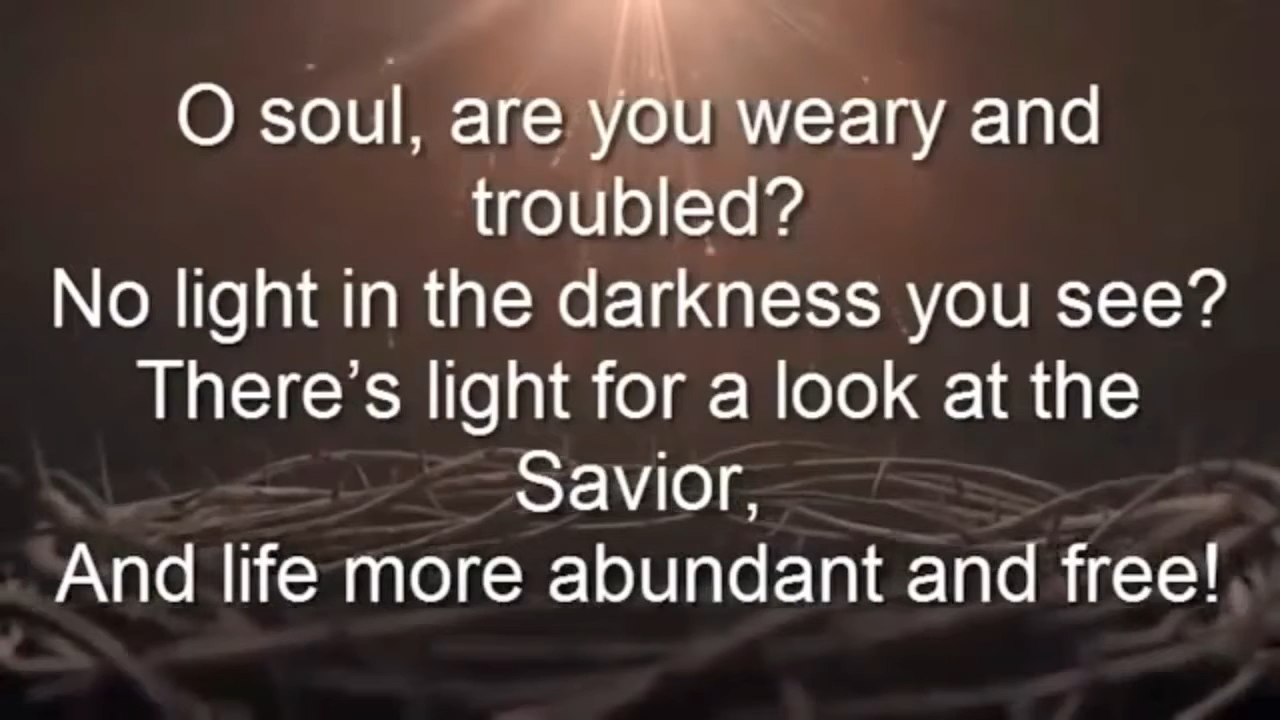 O soul, are you weary and
troubled?
No light in the darkness you see?
There’s light for a look at the
Savior,
And life more abundant and free!